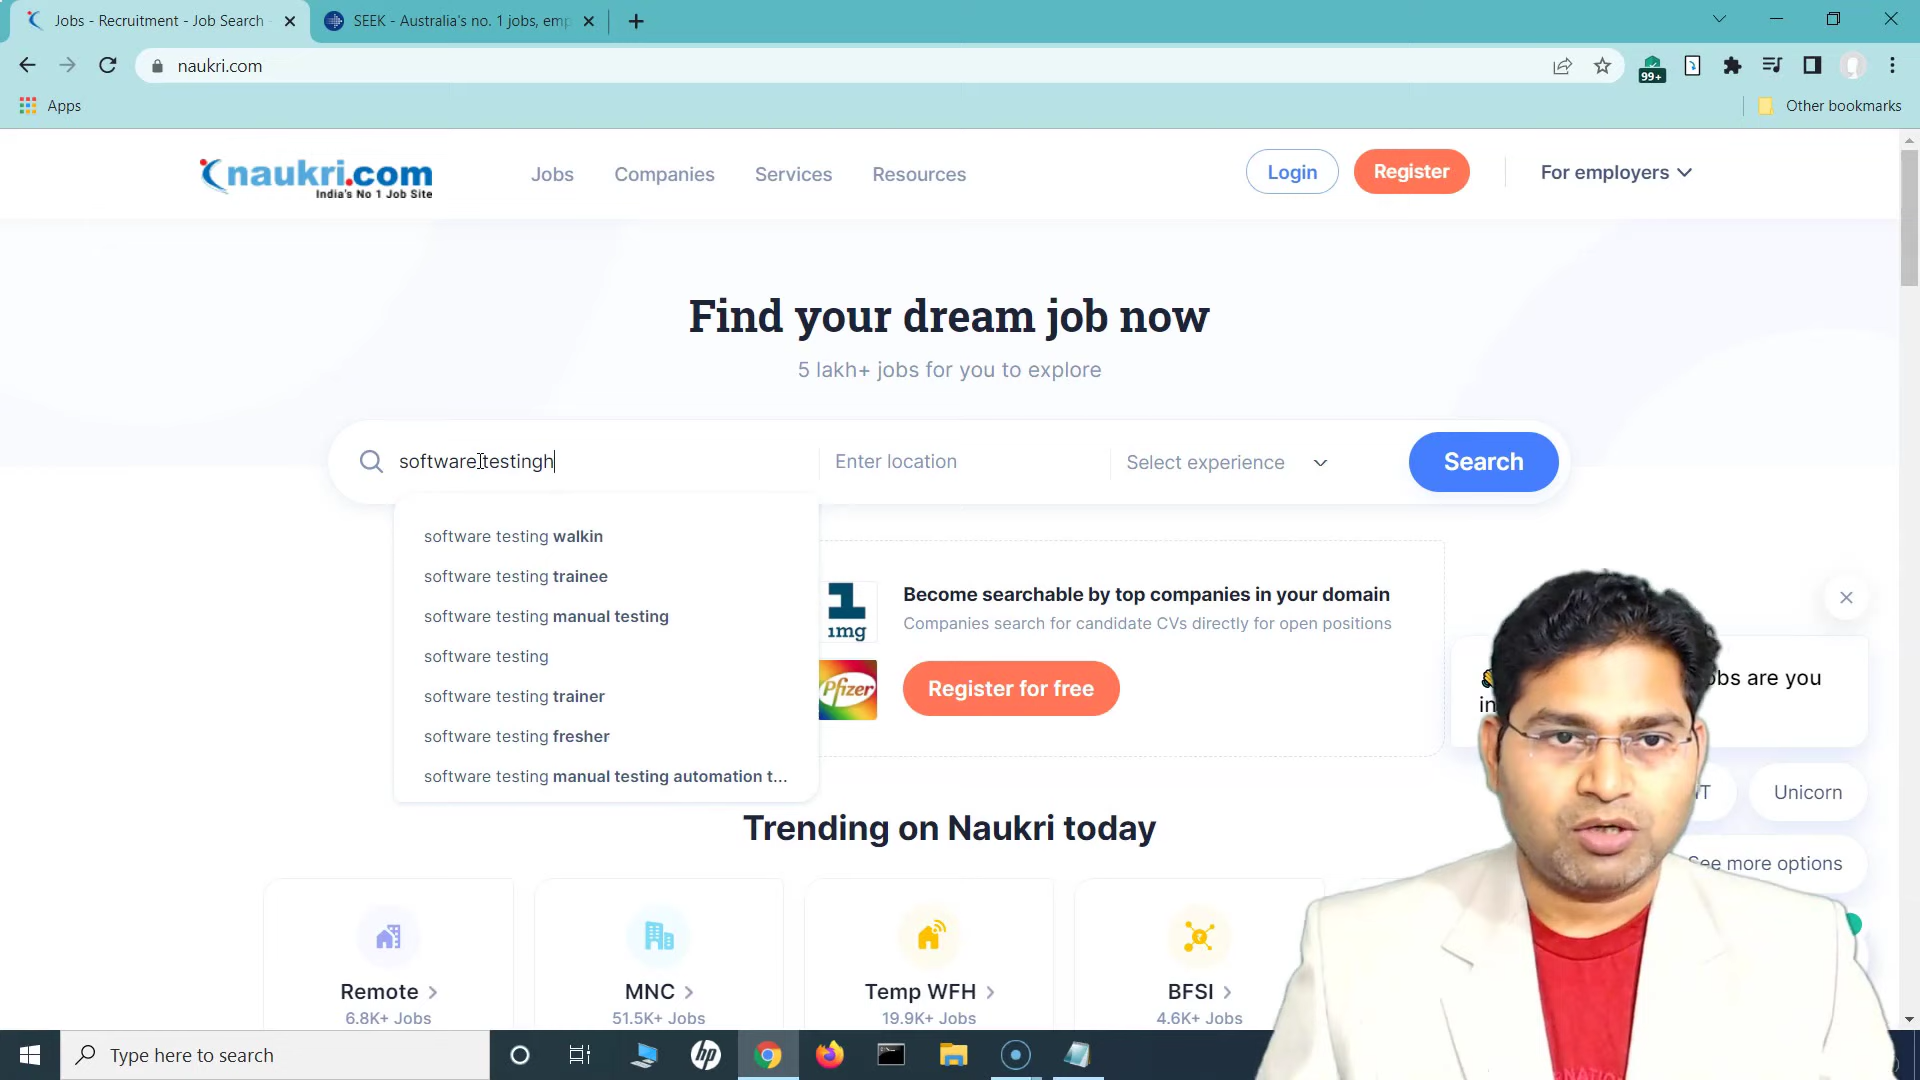 Jobs - Recruitment - Job Search -
SEEK - Australia's no. 1 jobs, emp
naukri.com
99+
Apps
Other bookmarks
naukri.com
India's No 1 Job Site
Jobs
Companies
Services
Resources
Login
Register
For employers
Find your dream job now
5 lakh+ jobs for you to explore
software testingh
Enter location
Select experience
Search
software testing walkin
software testing trainee
software testing manual testing
software testing
software testing trainer
software testing fresher
software testing manual testing automation t...
1mg
Pfizer
Become searchable by top companies in your domain
Companies search for candidate CVs directly for open positions
Register for free
obs are you
in
IT
Unicorn
See more options
Trending on Naukri today
Remote
6.8K+ Jobs
MNC
51.5K+ Jobs
Temp WFH
19.9K+ Jobs
BFSI
4.6K+ Jobs
Type here to search
hp